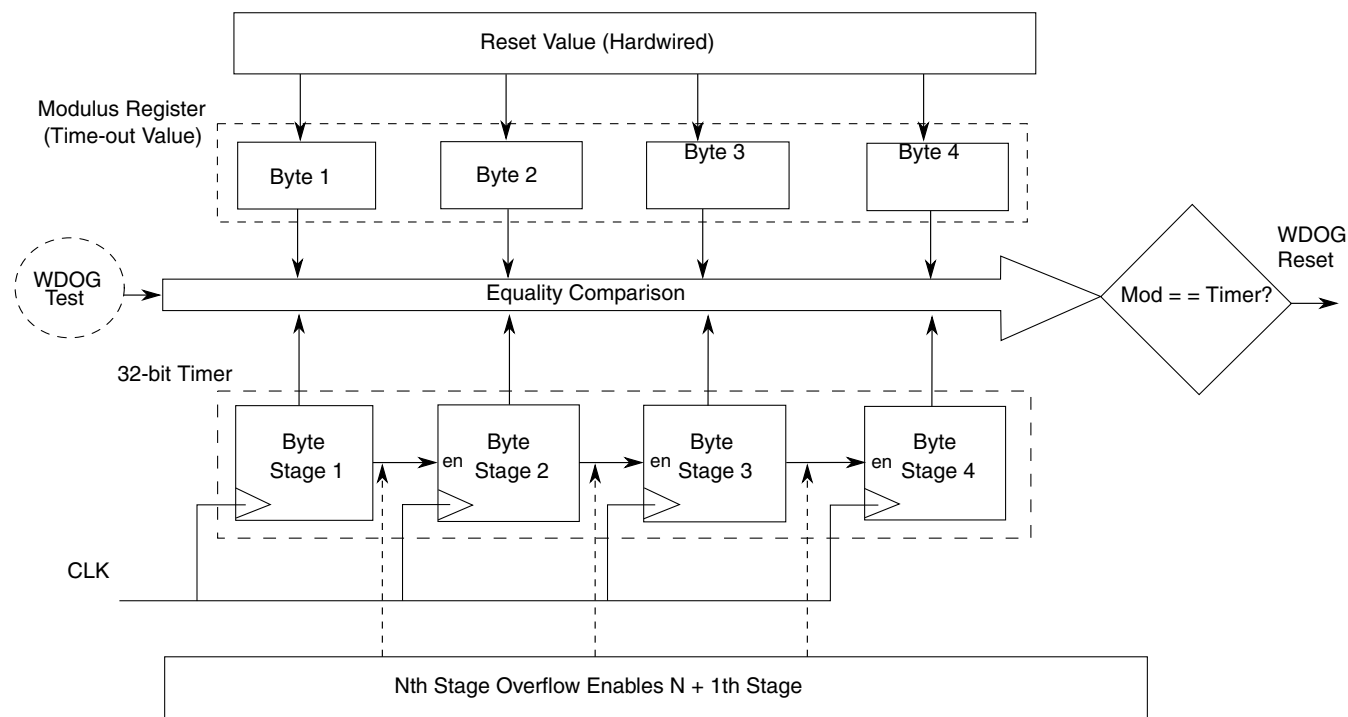 Reset Value (Hardwired)
Modulus Register
(Time-out Value)
Byte 1
Byte 2
Byte 3
Byte 4
WDOG
Test
Equality Comparison
Mod = = Timer?
WDOG
Reset
32-bit Timer
Byte
Stage 1
en
Byte
Stage 2
en
Byte
Stage 3
en
Byte
Stage 4
CLK
Nth Stage Overflow Enables N + 1th Stage